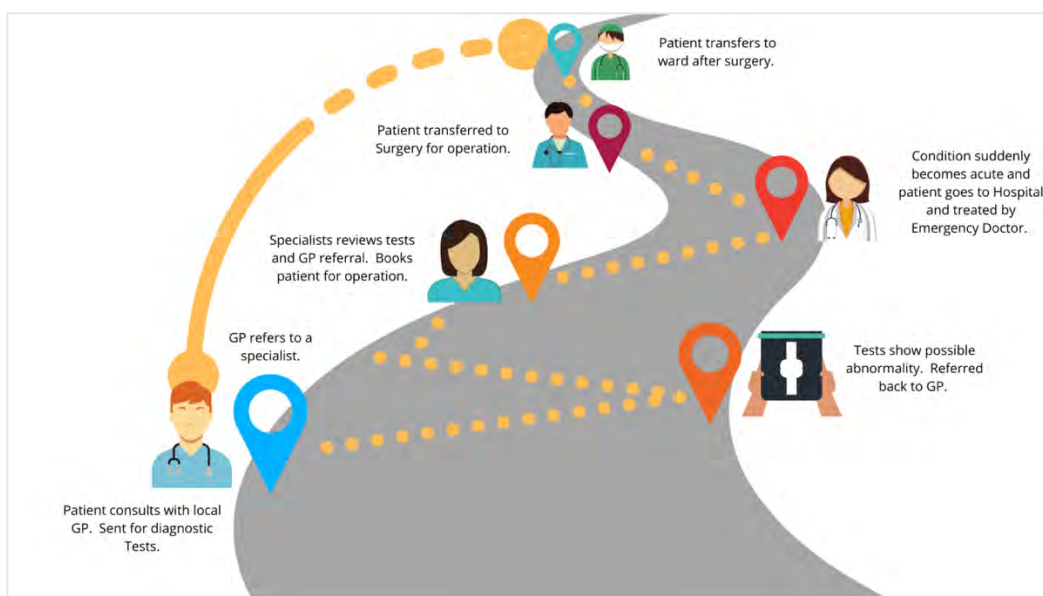 Patient transfers to
ward after surgery.
Patient transferred to
Surgery for operation.
Condition suddenly
becomes acute and
patient goes to Hospital
and treated by
Emergency Doctor.
Specialists reviews tests
and GP referral.  Books
patient for operation.
GP refers to a
specialist.
Tests show possible
abnormality.  Referred
back to GP.
Patient consults with local
GP.  Sent for diagnostic
Tests.